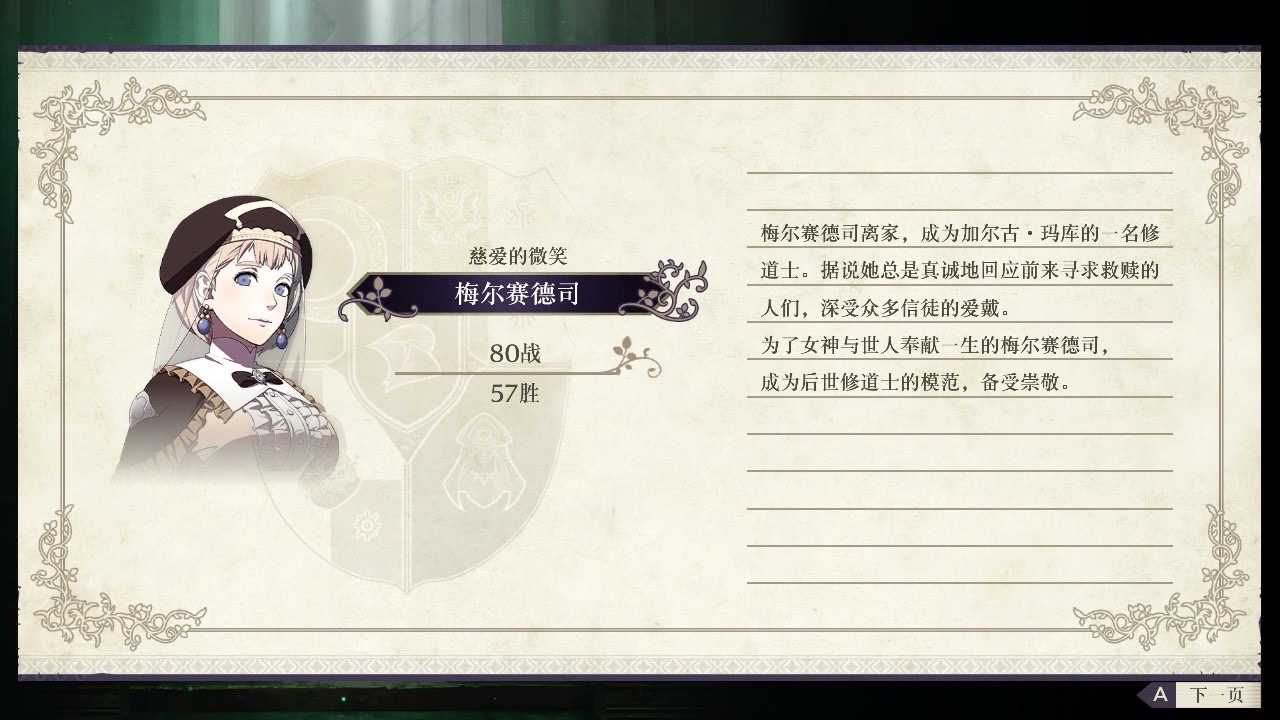 慈爱的微笑
梅尔赛德司
80战
57胜
梅尔赛德司离家，成为加尔古·玛库的一名修
道士。据说她总是真诚地回应前来寻求救赎的
人们，深受众多信徒的爱戴。
为了女神与世人奉献一生的梅尔赛德司，
成为后世修道士的模范，备受崇敬。
A 下一页